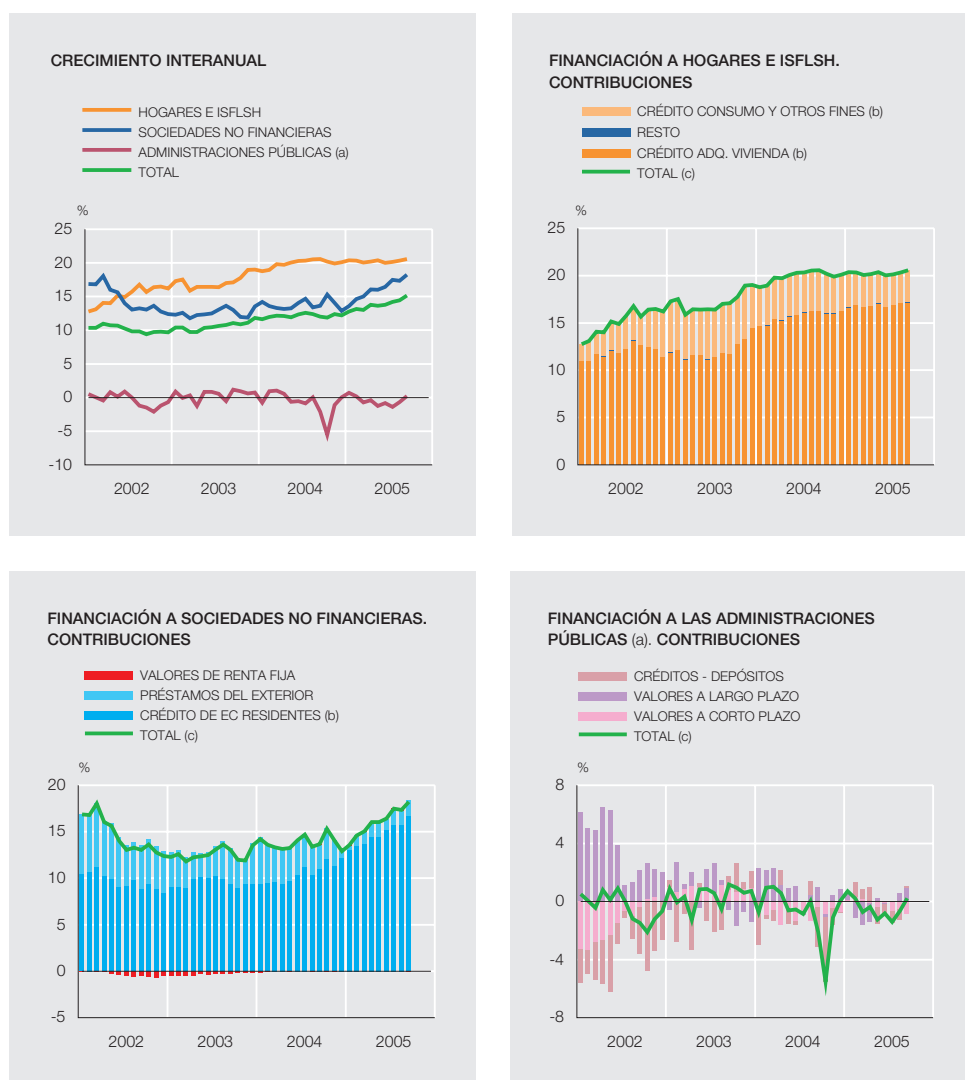 CRECIMIENTO INTERANUAL
HOGARES E ISFLSH
SOCIEDADES NO FINANCIERAS
ADMINISTRACIONES PÚBLICAS (a)
TOTAL
%
25
20
15
10
5
0
-5
-10
2002 2003 2004 2005
FINANCIACIÓN A HOGARES E ISFLSH.
CONTRIBUCIONES
CRÉDITO CONSUMO Y OTROS FINES (b)
RESTO
CRÉDITO ADQ. VIVIENDA (b)
TOTAL (c)
%
25
20
15
10
5
0
2002 2003 2004 2005
FINANCIACIÓN A SOCIEDADES NO FINANCIERAS.
CONTRIBUCIONES
VALORES DE RENTA FIJA
PRÉSTAMOS DEL EXTERIOR
CRÉDITO DE EC RESIDENTES (b)
TOTAL (c)
%
20
15
10
5
0
-5
2002 2003 2004 2005
FINANCIACIÓN A LAS ADMINISTRACIONES
PÚBLICAS (a). CONTRIBUCIONES
CRÉDITOS - DEPÓSITOS
VALORES A LARGO PLAZO
VALORES A CORTO PLAZO
TOTAL (c)
%
8
4
0
-4
-8
2002 2003 2004 2005